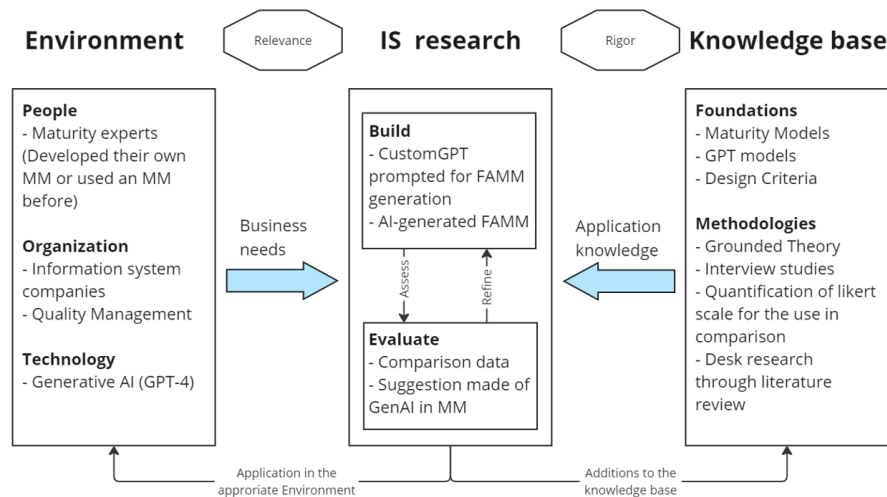 Environment
Relevance
IS research
Rigor
Knowledge base
People
- Maturity experts
(Developed their own
MM or used an MM
before)
Organization
- Information system
companies
- Quality Management
Technology
- Generative AI (GPT-4)
Business
needs
Build
- CustomGPT
prompted for FAMM
generation
- AI-generated FAMM
Assess
Refine
Evaluate
- Comparison data
- Suggestion made of
GenAI in MM
Application
knowledge
Foundations
- Maturity Models
- GPT models
- Design Criteria
Methodologies
- Grounded Theory
- Interview studies
- Quantification of likert
scale for the use in
comparison
- Desk research
through literature
review
Application in the
approriate Environment
Additions to the
knowledge base